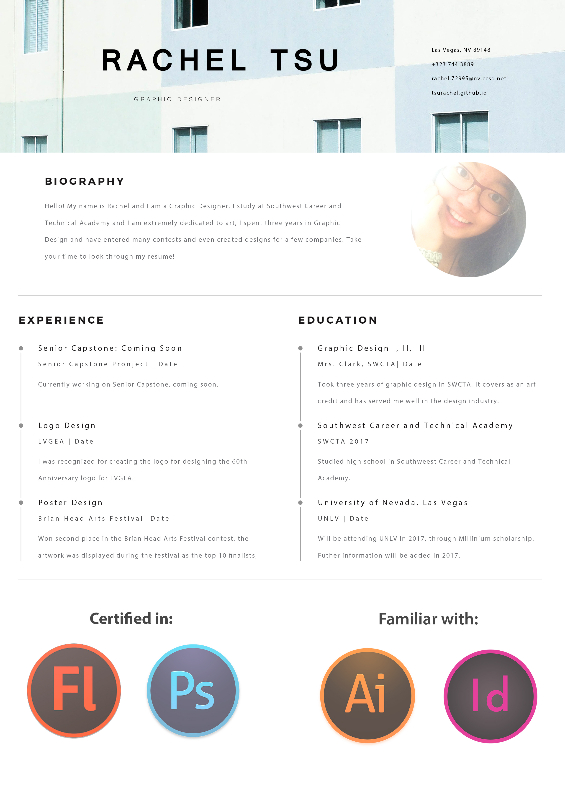 RACHEL TSU
GRAPHIC DESIGNER
Las Vegas, NV 89148
tsurachel.github.io
BIOGRAPHY
Hello! My name is Rachel and I am a Graphic Designer. I study at Southwest Career and
Technical Academy and I am extremely dedicated to art. I spent three years in Graphic
Design and have entered many contests and even created designs for a few companies. Take
your time to look through my resume!
EXPERIENCE
Senior Capstone: Coming Soon
Senior Capstone Project | Date
Currently working on Senior Capstone, coming soon.
Logo Design
LVGEA | Date
I was recognized for creating the logo for designing the 60th
Anniversary logo for LVGEA.
Poster Design
Brian Head Arts Festival | Date
Won second place in the Brian Head Arts Festival contest, the
artwork was displayed during the festival as the top 10 finalists.
EDUCATION
Graphic Design I, II, III
Mrs. Clark, SWCTA| Date
Took three years of graphic design in SWCTA. It covers as an art
credit and has served me well in the design industry.
Southwest Career and Technical Academy
SWCTA 2017
Studied high school in Southweest Career and Technical
Academy.
University of Nevada, Las Vegas
UNLV | Date
Will be attending UNLV in 2017, through Millinium scholarship.
Futher information will be added in 2017.
Certified in:
Familiar with:
Fl Ps Ai Id